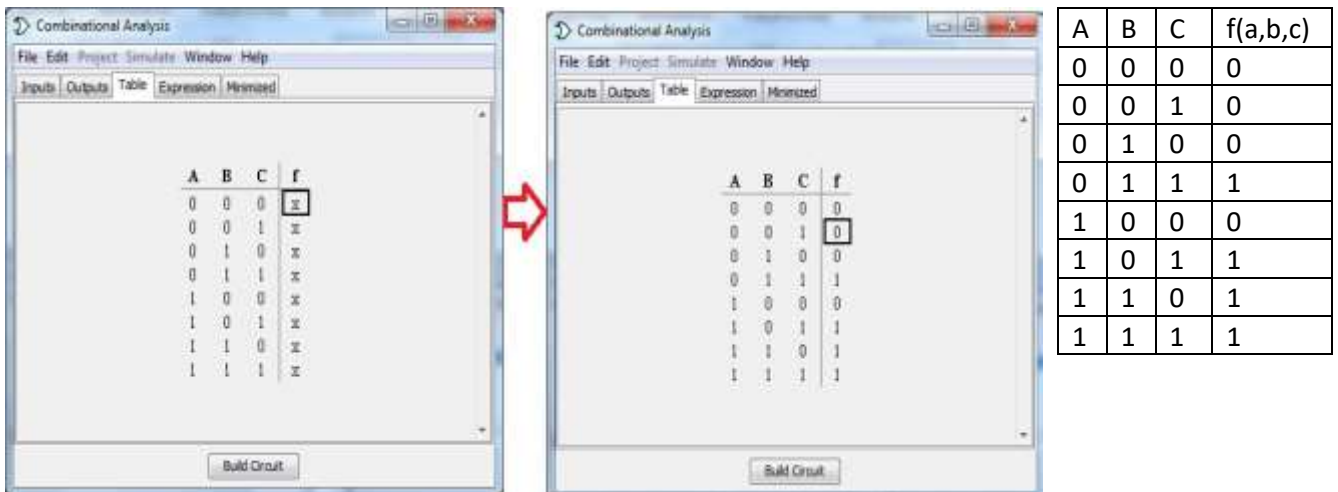 Combinational Analysis
File Edit Project Simulate Window Help
Inputs Outputs Table Expression Minimized
A B C f
0 0 0 x
0 0 1 x
0 1 0 x
0 1 1 x
1 0 0 x
1 0 1 x
1 1 0 x
1 1 1 x
Build Circuit
Combinational Analysis
File Edit Project Simulate Window Help
Inputs Outputs Table Expression Minimized
A B C f
0 0 0 0
0 0 1 0
0 1 0 0
0 1 1 1
1 0 0 0
1 0 1 1
1 1 0 1
1 1 1 1
Build Circuit
A B C f(a,b,c)
0 0 0 0
0 0 1 0
0 1 0 0
0 1 1 1
1 0 0 0
1 0 1 1
1 1 0 1
1 1 1 1